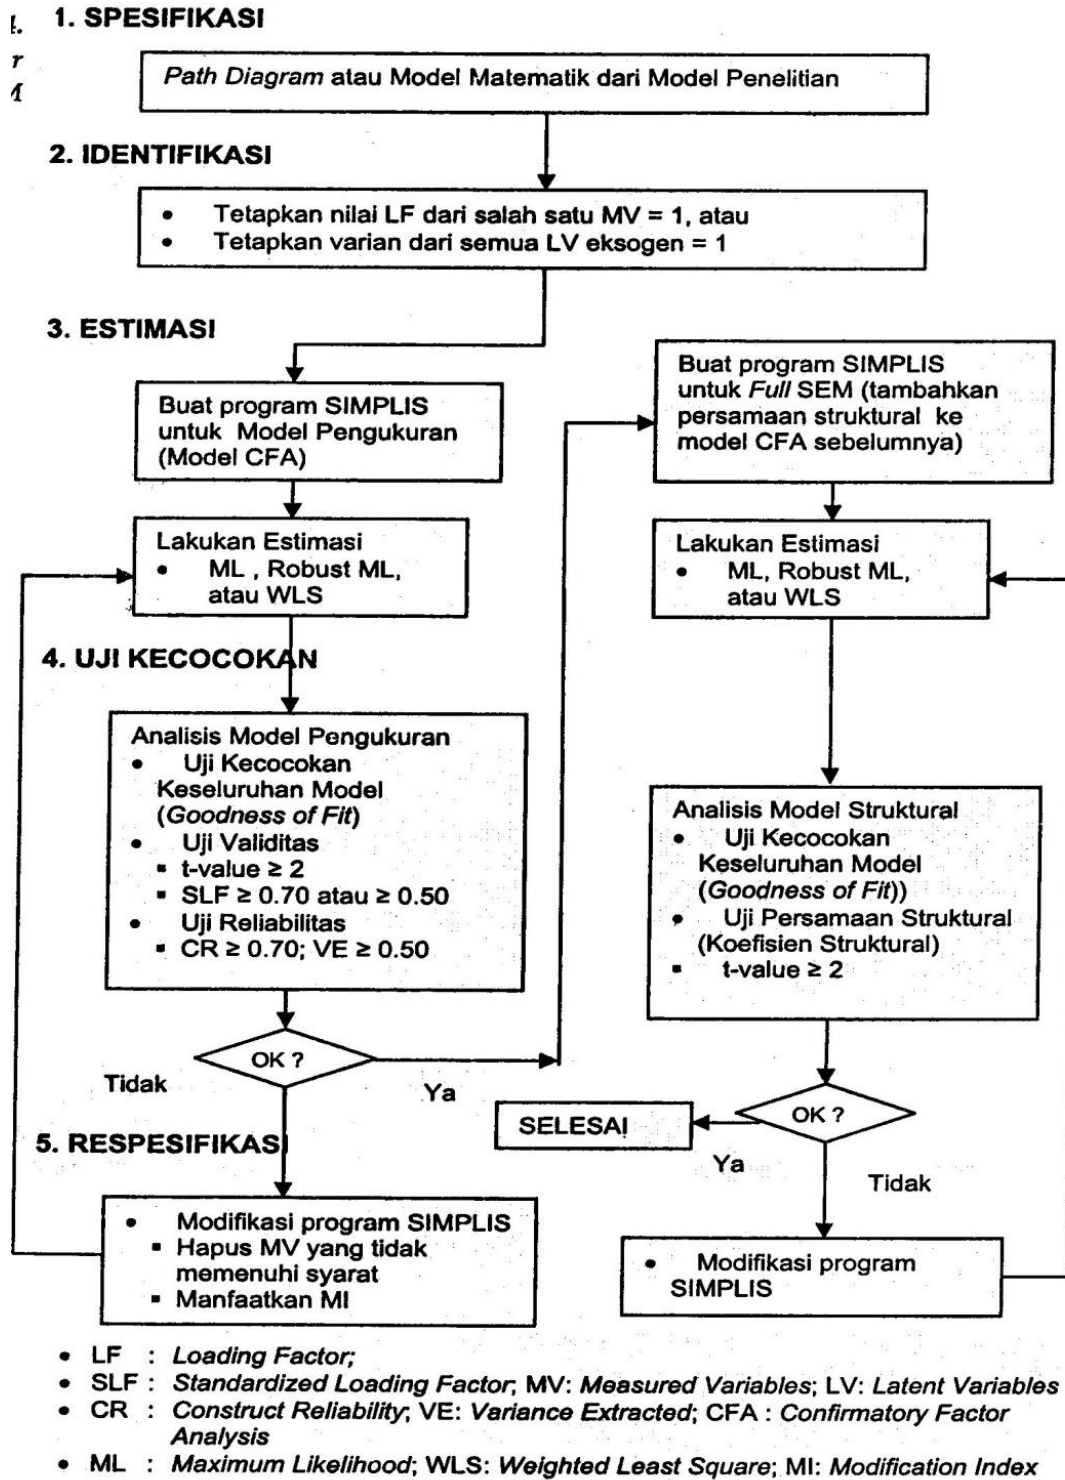 1. SPESIFIKASI
r
Path Diagram atau Model Matematik dari Model Penelitian
2. IDENTIFIKASI
• Tetapkan nilai LF dari salah satu MV = 1, atau
• Tetapkan varian dari semua LV eksogen = 1
3. ESTIMASI
Buat program SIMPLIS
untuk Model Pengukuran
(Model CFA)
Buat program SIMPLIS
untuk Full SEM (tambahkan
persamaan struktural ke
model CFA sebelumnya)
Lakukan Estimasi
• ML , Robust ML,
atau WLS
Lakukan Estimasi
• ML, Robust ML,
atau WLS
4. UJI KECOCOKAN
Analisis Model Pengukuran
• Uji Kecocokan
Keseluruhan Model
(Goodness of Fit)
• Uji Validitas
▪ t-value ≥ 2
▪ SLF ≥ 0.70 atau ≥ 0.50
• Uji Reliabilitas
▪ CR ≥ 0.70; VE ≥ 0.50
Analisis Model Struktural
• Uji Kecocokan
Keseluruhan Model
(Goodness of Fit))
• Uji Persamaan Struktural
(Koefisien Struktural)
▪ t-value ≥ 2
OK ?
Tidak
Ya
OK ?
SELESAI
Ya
Tidak
5. RESPESIFIKASI
• Modifikasi program SIMPLIS
▪ Hapus MV yang tidak
memenuhi syarat
▪ Manfaatkan MI
• Modifikasi program
SIMPLIS
• LF : Loading Factor;
• SLF : Standardized Loading Factor; MV: Measured Variables; LV: Latent Variables
• CR : Construct Reliability; VE: Variance Extracted; CFA : Confirmatory Factor
Analysis
• ML : Maximum Likelihood; WLS: Weighted Least Square; MI: Modification Index